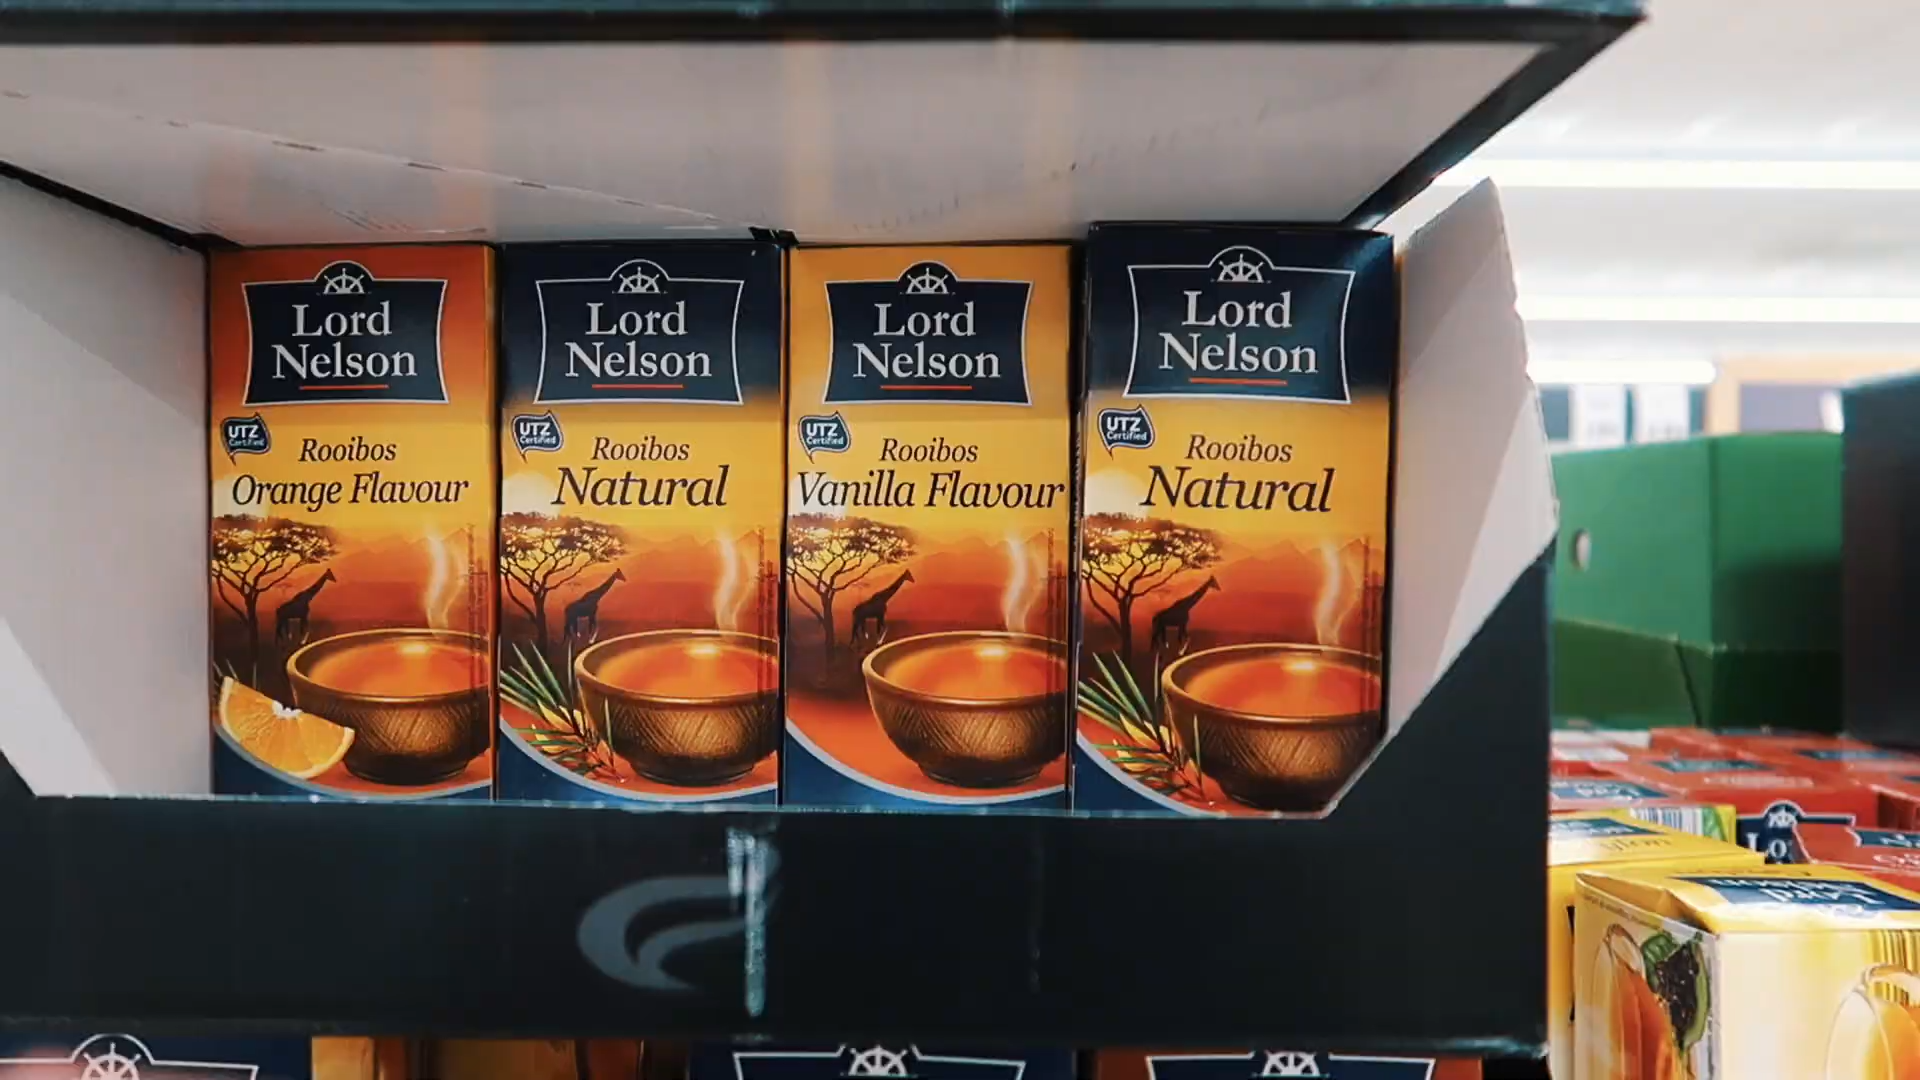 Lord
Nelson
UTZ
Certified
Rooibos
Orange Flavour
Lord
Nelson
UTZ
Certified
Rooibos
Natural
Lord
Nelson
UTZ
Certified
Rooibos
Vanilla Flavour
Lord
Nelson
UTZ
Certified
Rooibos
Natural
Lo